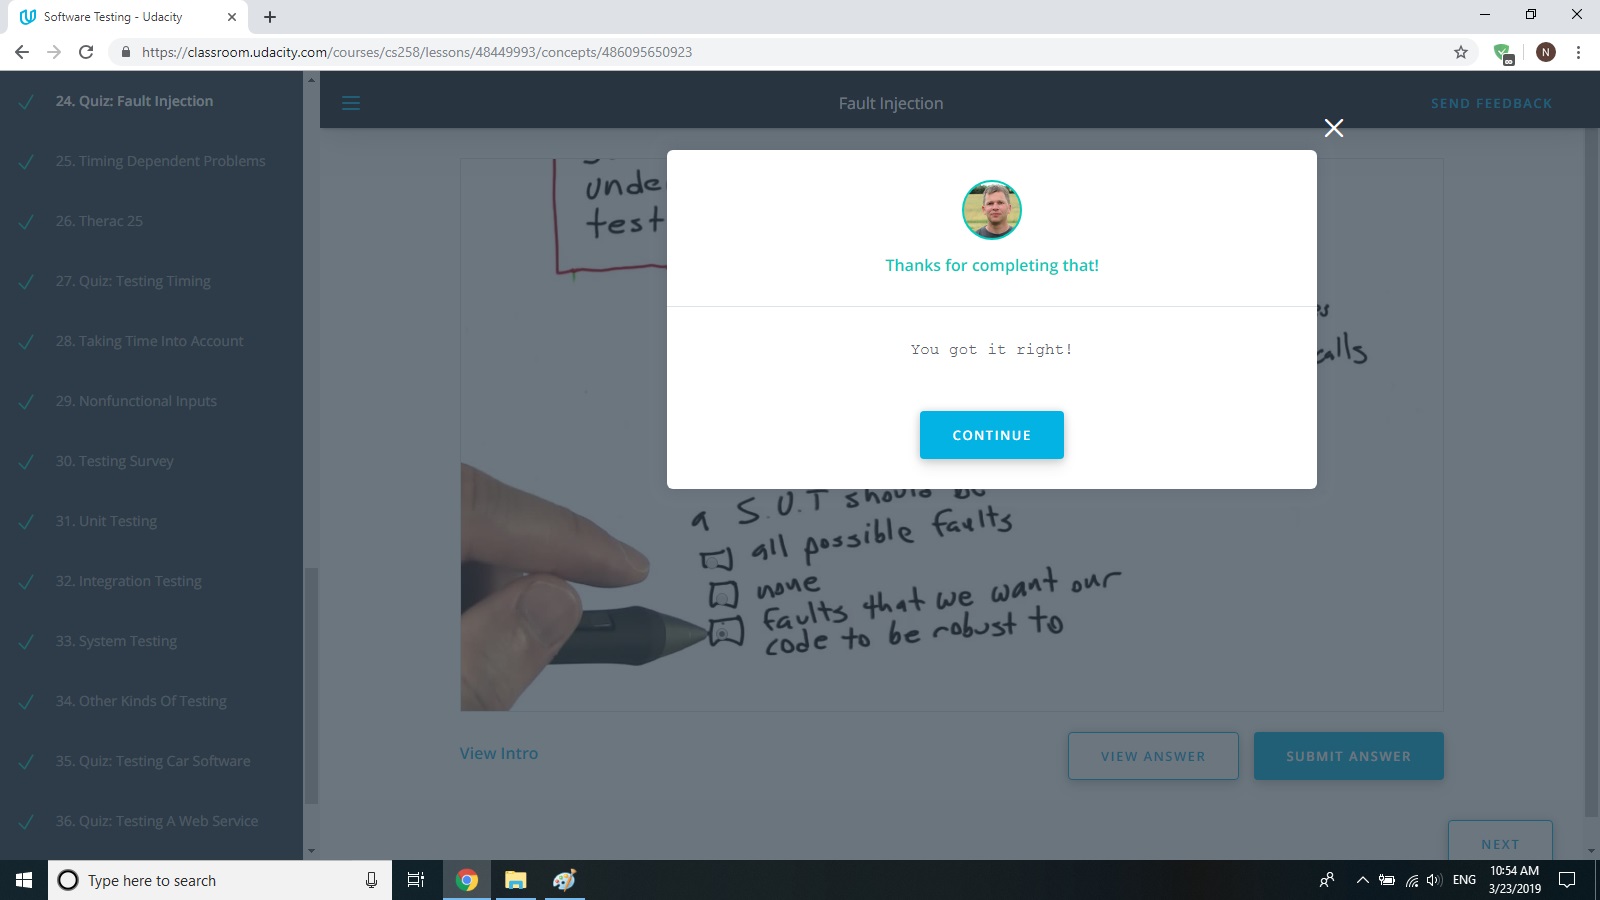 Software Testing - Udacity
https://classroom.udacity.com/courses/cs258/lessons/48449993/concepts/486095650923
N
24. Quiz: Fault Injection
25. Timing Dependent Problems
26. Therac 25
27. Quiz: Testing Timing
28. Taking Time Into Account
29. Nonfunctional Inputs
30. Testing Survey
31. Unit Testing
32. Integration Testing
33. System Testing
34. Other Kinds Of Testing
35. Quiz: Testing Car Software
36. Quiz: Testing A Web Service
Fault Injection
SEND FEEDBACK
unde
test
Thanks for completing that!
You got it right!
CONTINUE
alls
a S.U.T should be
all possible faults
none
faults that we want our
code to be robust to
View Intro
VIEW ANSWER
SUBMIT ANSWER
NEXT
Type here to search
ENG
10:54 AM
3/23/2019